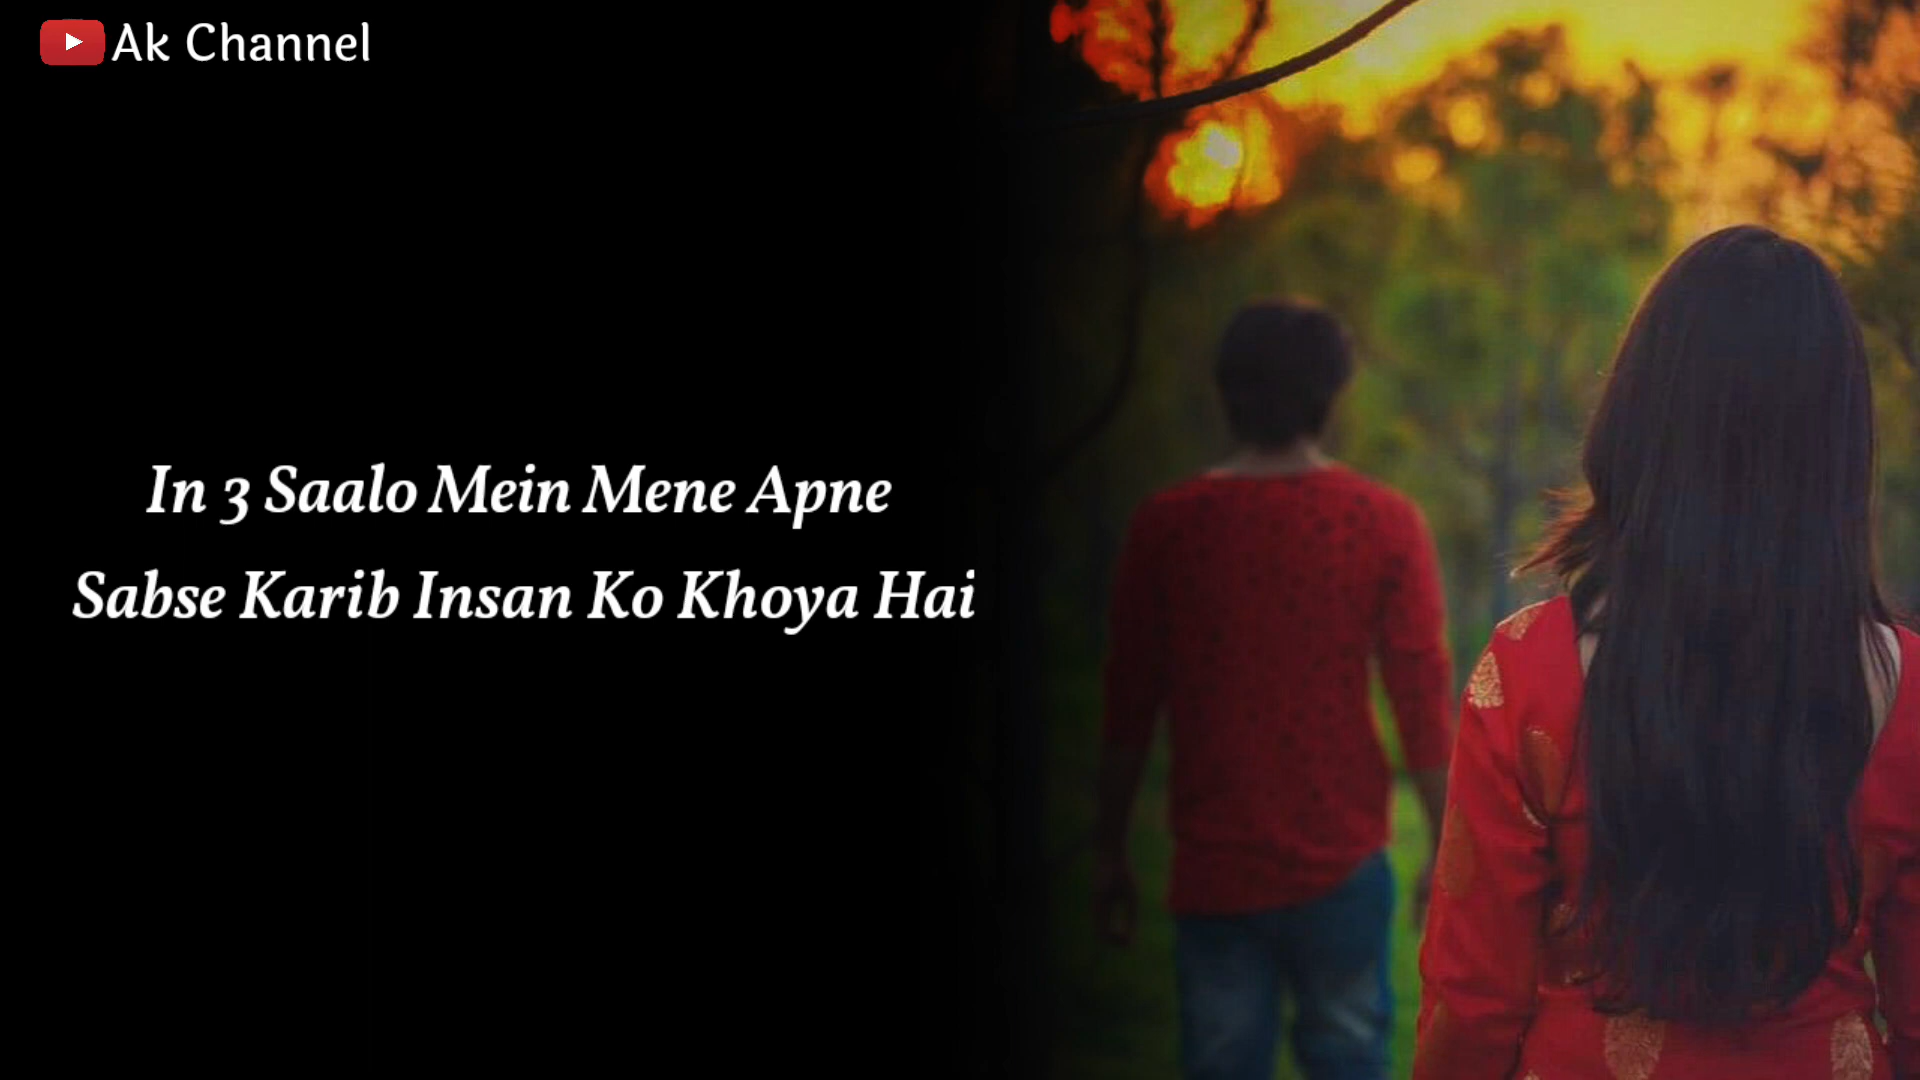 Ak Channel
In 3 Saalo Mein Mene Apne
Sabse Karib Insan Ko Khoya Hai